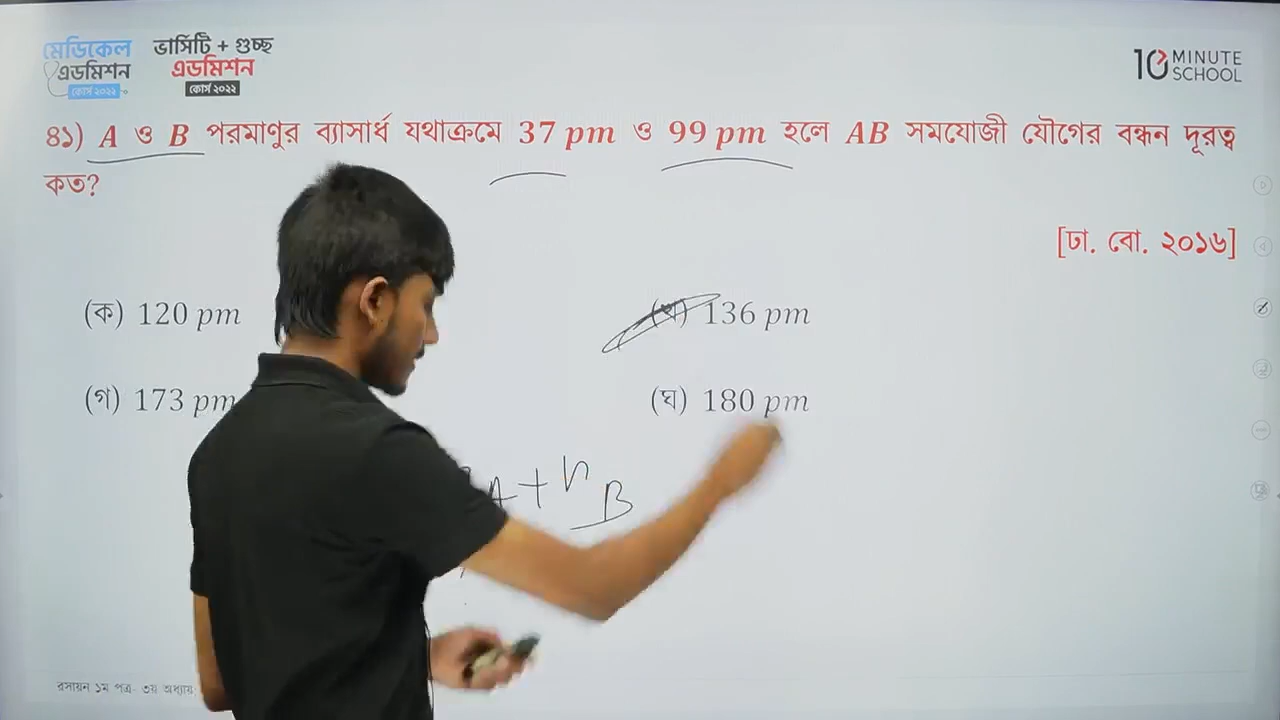 মেডিকেল
এডমিশন
কোর্স ২০২২
ভার্সিটি + গুচ্ছ
এডমিশন
কোর্স ২০২২
10 MINUTE SCHOOL
৪১) A ও B পরমাণুর ব্যাসার্ধ যথাক্রমে 37 pm ও 99 pm হলে AB সমযোজী যৌগের বন্ধন দূরত্ব
কত?
[ঢা. বো. ২০১৬]
(ক) 120 pm
(খ) 136 pm
(গ) 173 pm
(ঘ) 180 pm
A + r B
রসায়ন ১ম পত্র- ৩য় অধ্যায়